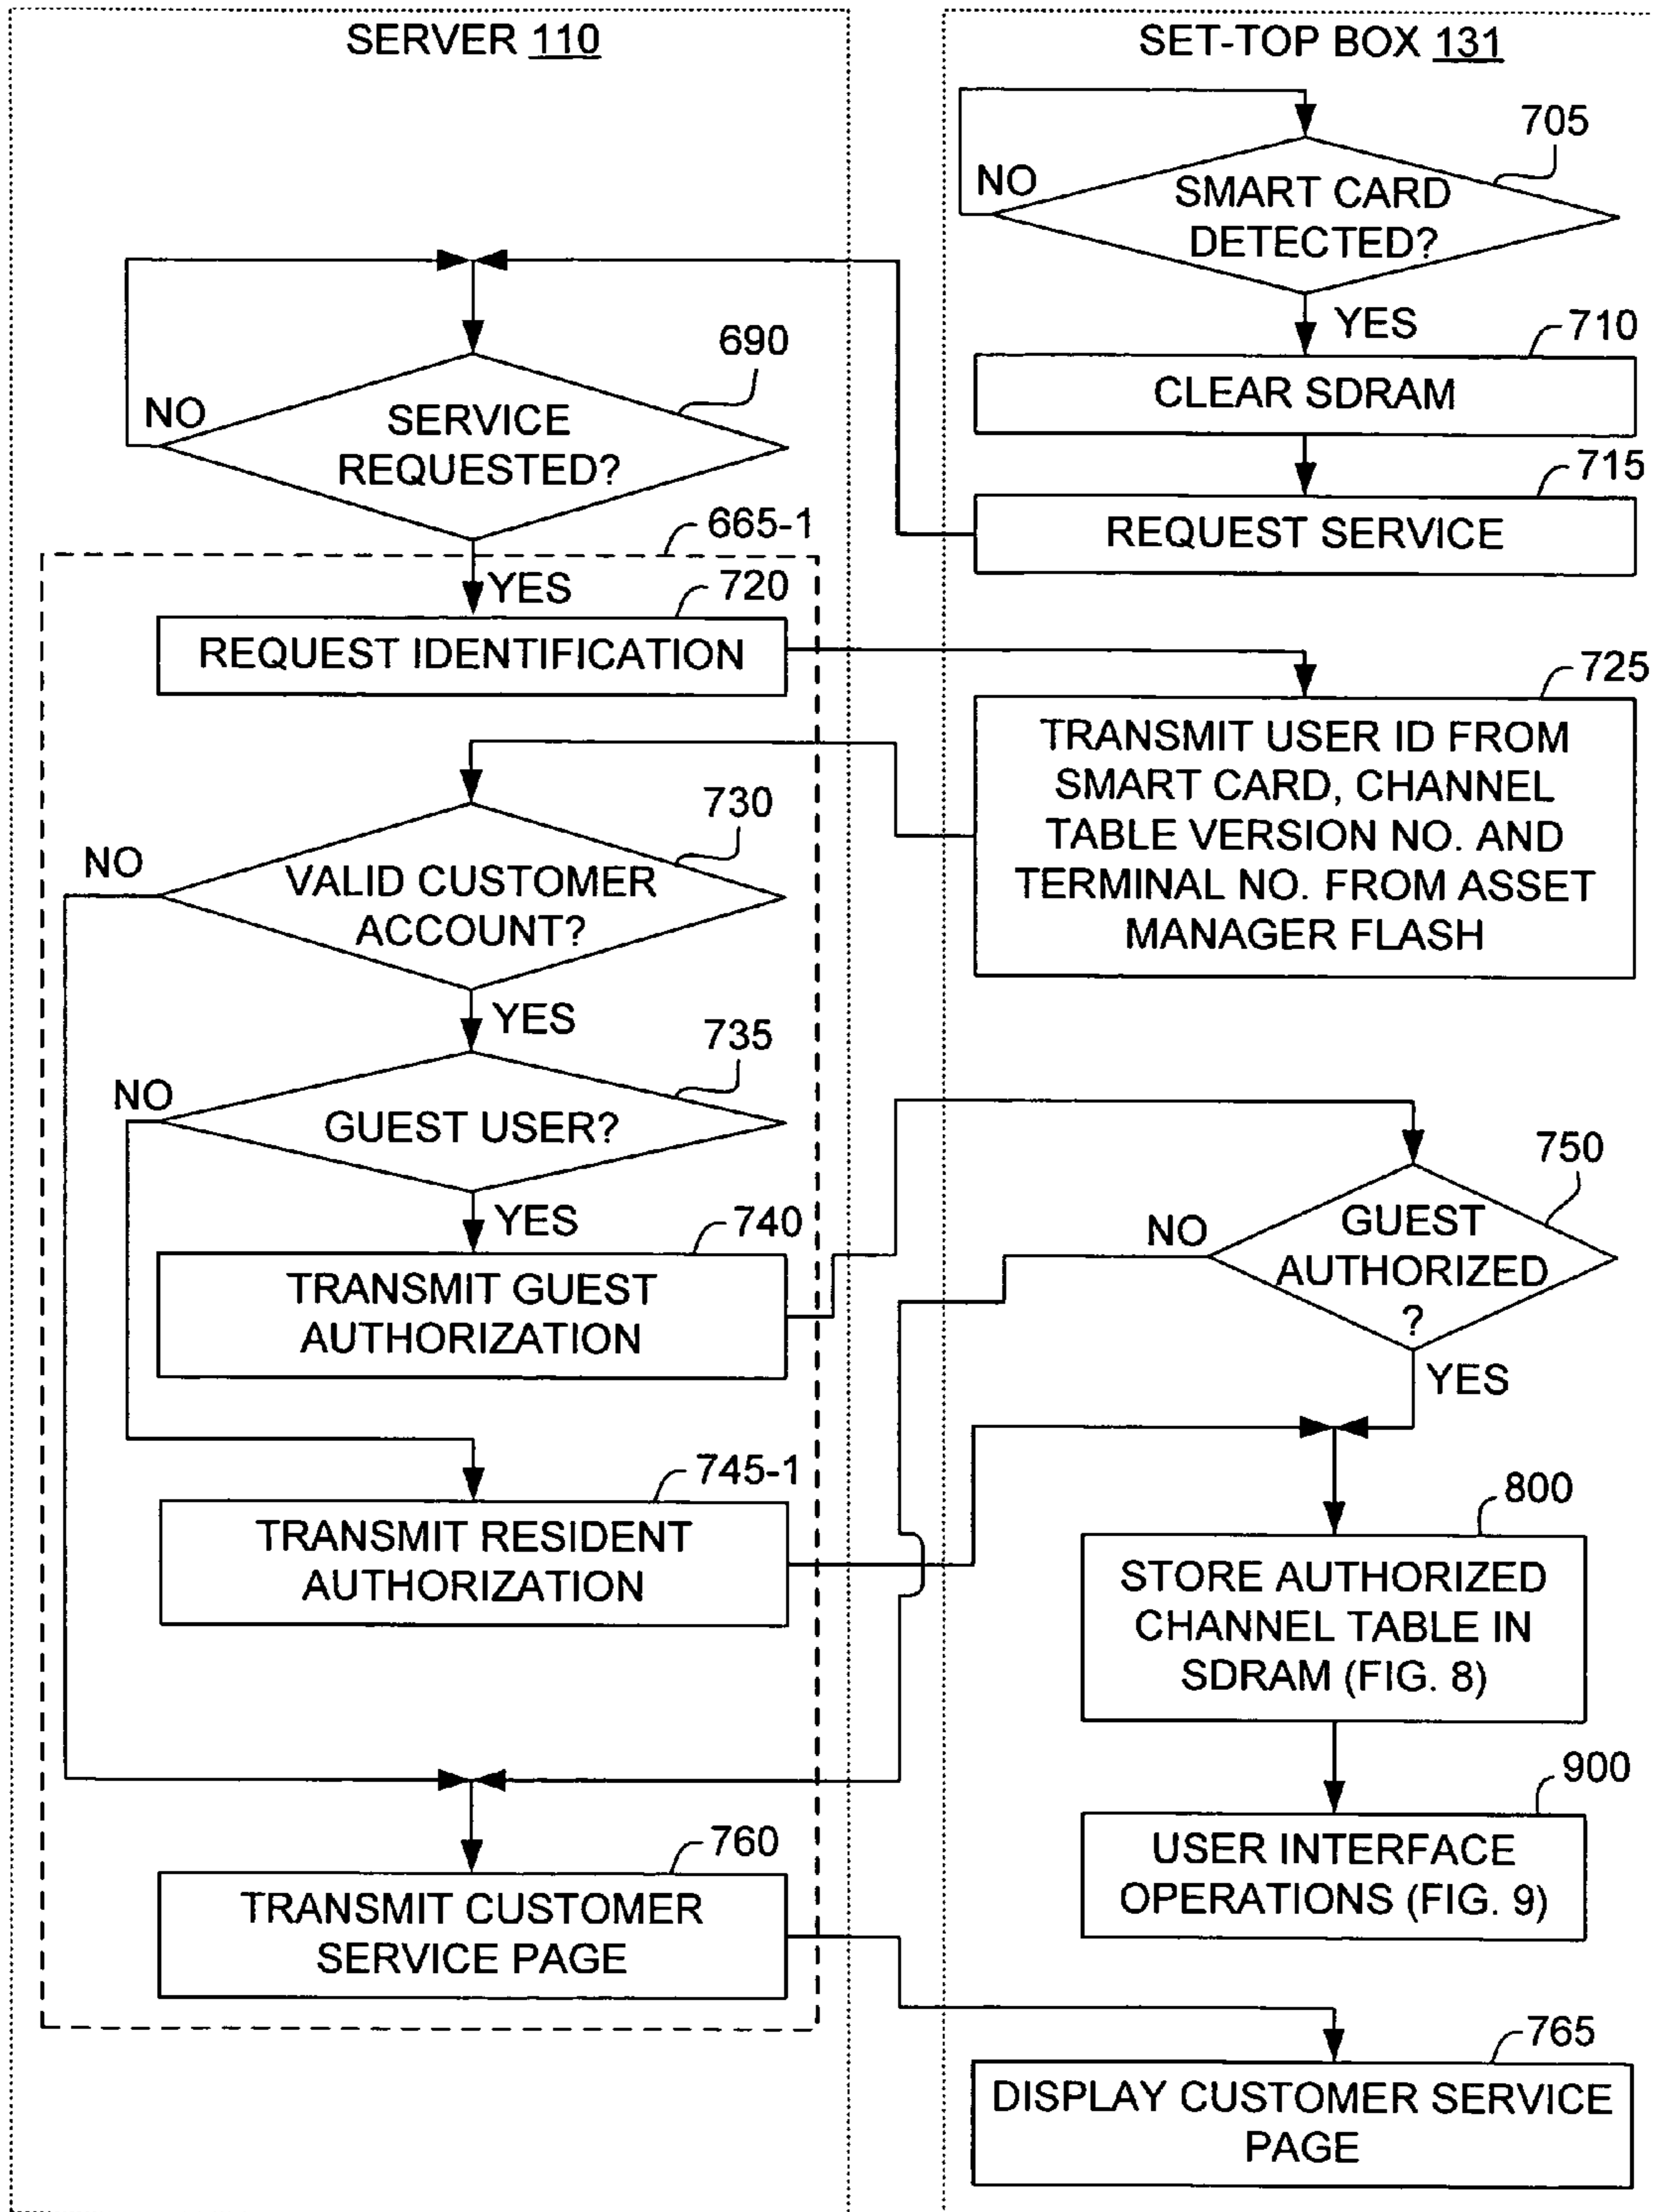 SERVER 110
SET-TOP BOX 131
705
NO
SMART CARD
DETECTED?
YES
710
CLEAR SDRAM
715
REQUEST SERVICE
690
NO
SERVICE
REQUESTED?
665-1
YES
720
REQUEST IDENTIFICATION
725
TRANSMIT USER ID FROM
SMART CARD, CHANNEL
TABLE VERSION NO. AND
TERMINAL NO. FROM ASSET
MANAGER FLASH
730
NO
VALID CUSTOMER
ACCOUNT?
YES
735
NO
GUEST USER?
YES
740
TRANSMIT GUEST
AUTHORIZATION
750
NO
GUEST
AUTHORIZED
?
YES
745-1
TRANSMIT RESIDENT
AUTHORIZATION
800
STORE AUTHORIZED
CHANNEL TABLE IN
SDRAM (FIG. 8)
900
USER INTERFACE
OPERATIONS (FIG. 9)
760
TRANSMIT CUSTOMER
SERVICE PAGE
765
DISPLAY CUSTOMER SERVICE
PAGE